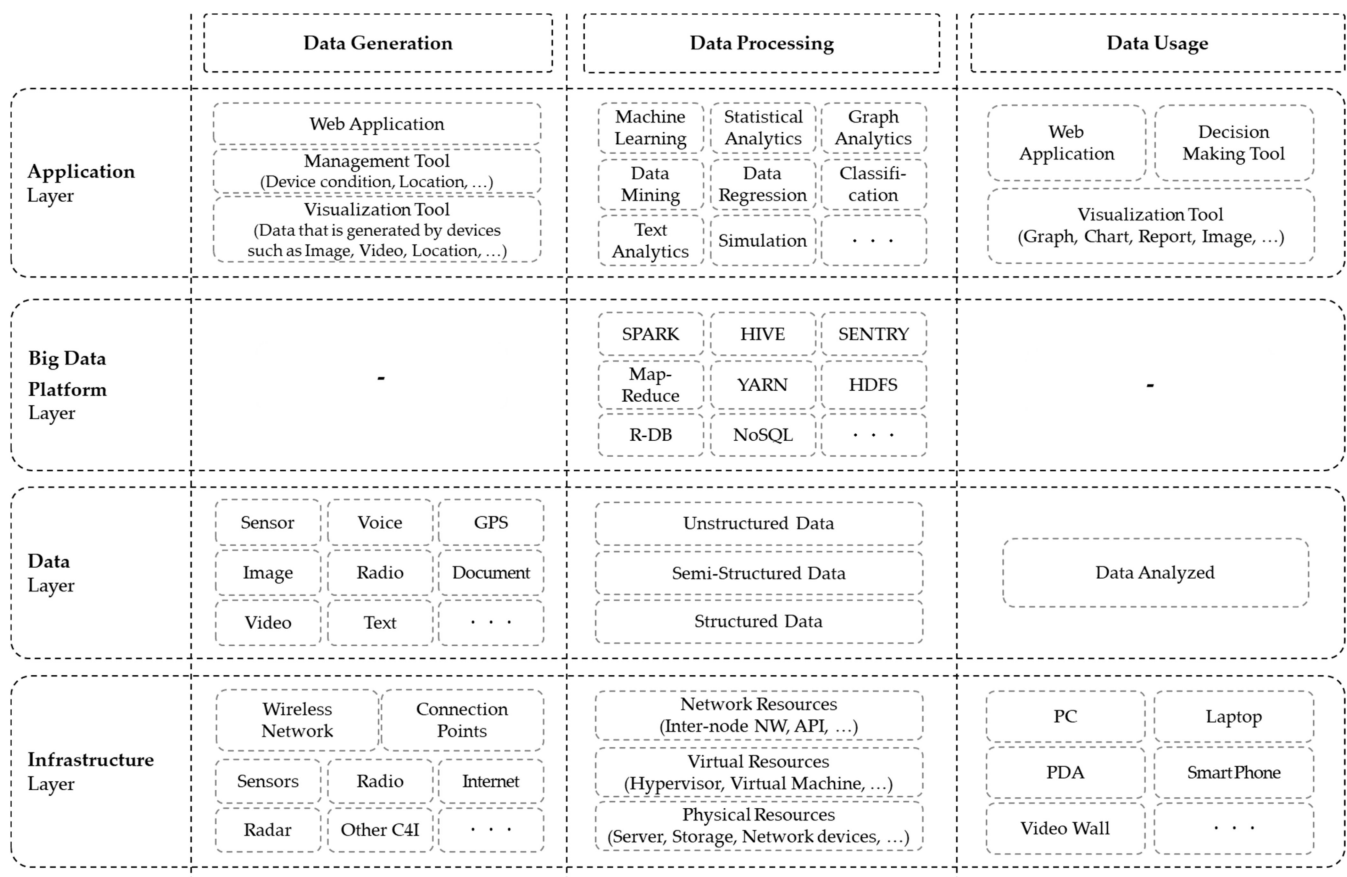 Data Generation
Data Processing
Data Usage
Application
Layer
Web Application
Management Tool
(Device condition, Location, …)
Visualization Tool
(Data that is generated by devices
such as Image, Video, Location, …)
Machine
Learning
Statistical
Analytics
Graph
Analytics
Data
Mining
Data
Regression
Classifi-
cation
Text
Analytics
Simulation
· · ·
Web
Application
Decision
Making Tool
Visualization Tool
(Graph, Chart, Report, Image, …)
Big Data
Platform
Layer
-
SPARK
HIVE
SENTRY
Map-
Reduce
YARN
HDFS
R-DB
NoSQL
· · ·
-
Data
Layer
Sensor
Voice
GPS
Image
Radio
Document
Video
Text
· · ·
Unstructured Data
Semi-Structured Data
Structured Data
Data Analyzed
Infrastructure
Layer
Wireless
Network
Connection
Points
Sensors
Radio
Internet
Radar
Other C4I
· · ·
Network Resources
(Inter-node NW, API, …)
Virtual Resources
(Hypervisor, Virtual Machine, …)
Physical Resources
(Server, Storage, Network devices, …)
PC
Laptop
PDA
Smart Phone
Video Wall
· · ·